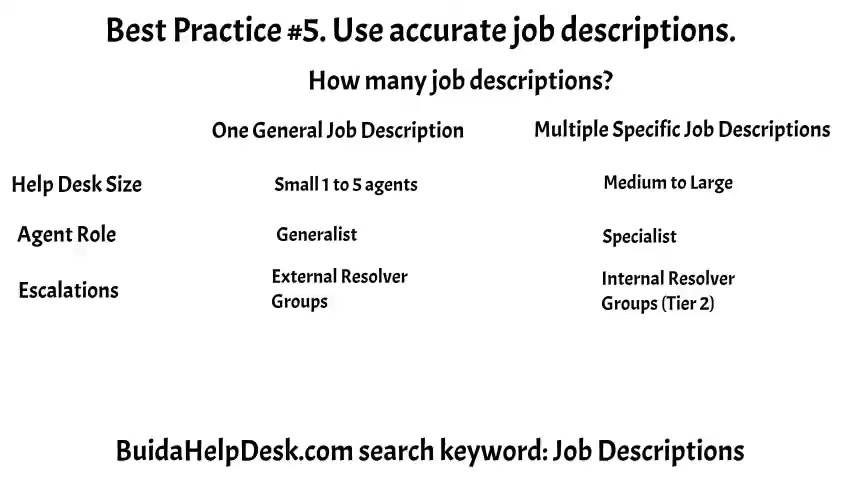 Best Practice #5. Use accurate job descriptions.
How many job descriptions?
One General Job Description
Multiple Specific Job Descriptions
Help Desk Size
Small 1 to 5 agents
Medium to Large
Agent Role
Generalist
Specialist
Escalations
External Resolver
Groups
Internal Resolver
Groups (Tier 2)
BuidaHelpDesk.com search keyword: Job Descriptions